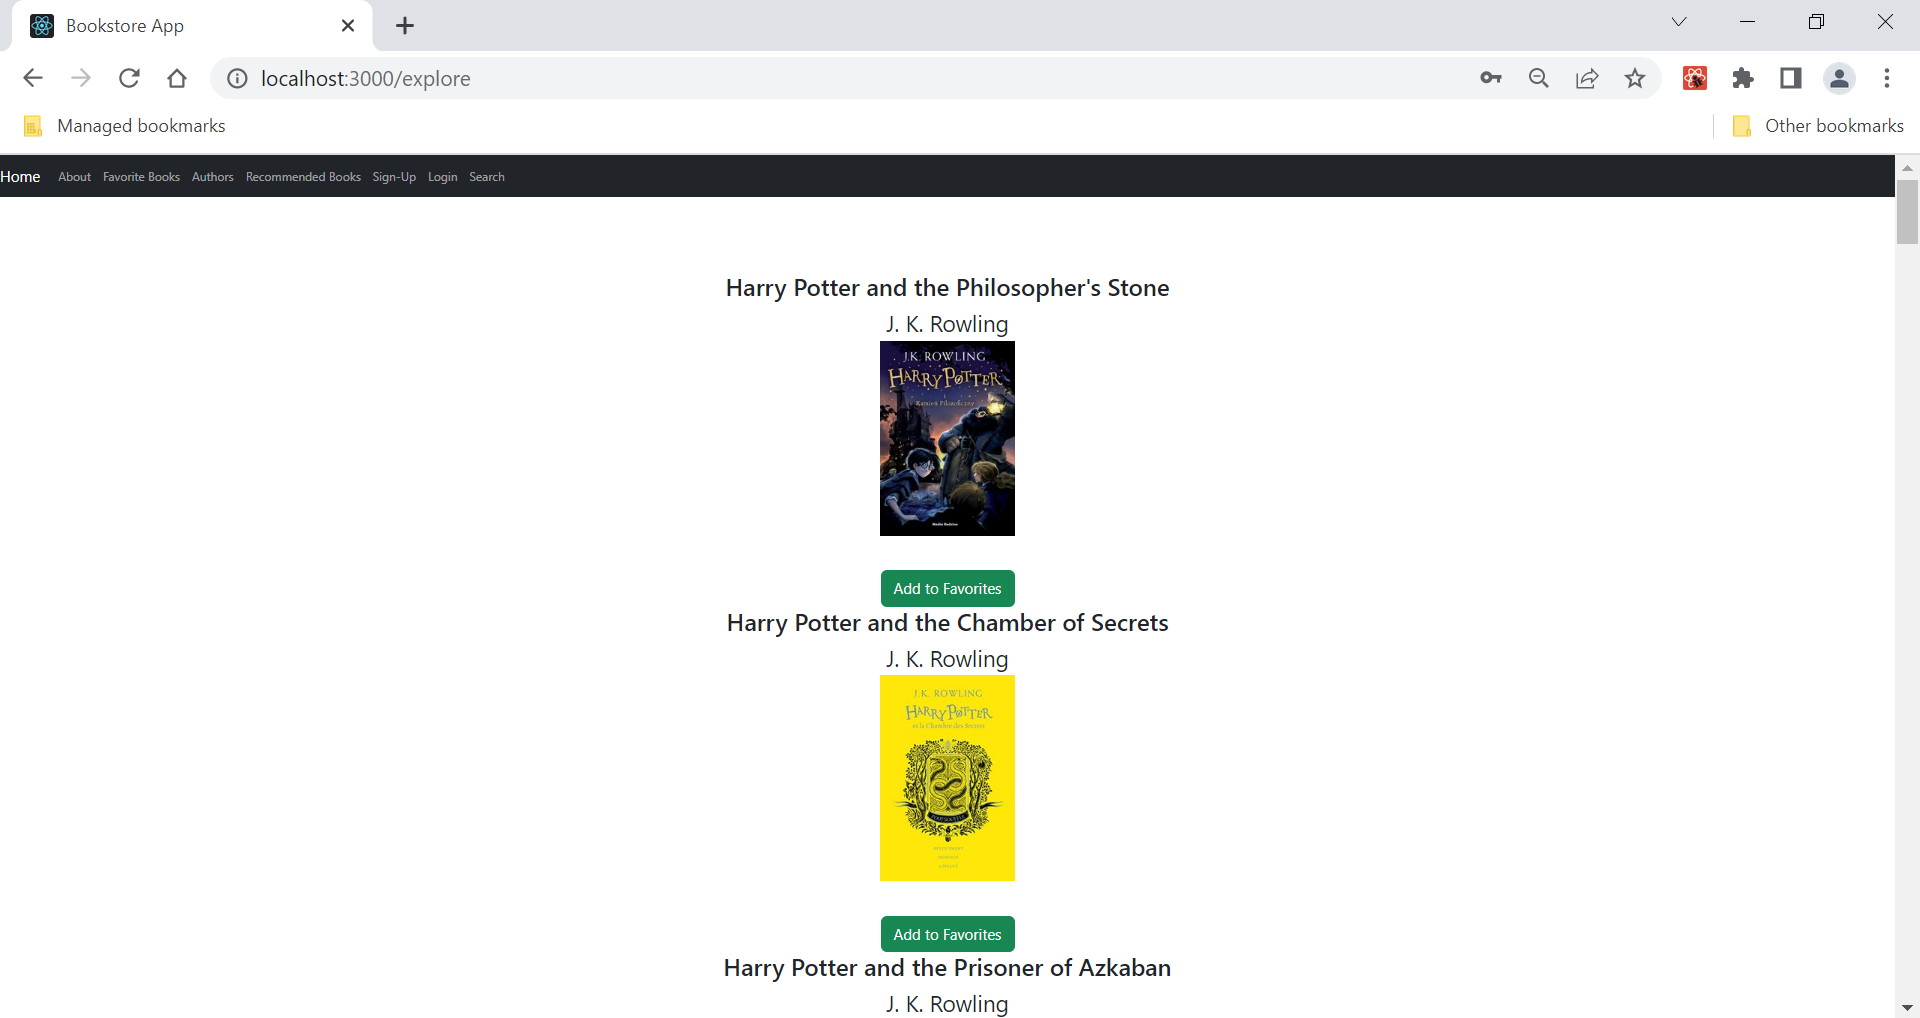 Bookstore App
localhost:3000/explore
Managed bookmarks
Other bookmarks
Home About Favorite Books Authors Recommended Books Sign-Up Login Search
Harry Potter and the Philosopher's Stone
J. K. Rowling
J.K. ROWLING
HARRY POTTER
i
Kamień Filozoficzny
Media Rodzina
Add to Favorites
Harry Potter and the Chamber of Secrets
J. K. Rowling
J.K. ROWLING
HARRY POTTER
et la Chambre des Secrets
POUFSOUFFLE
Add to Favorites
Harry Potter and the Prisoner of Azkaban
J. K. Rowling